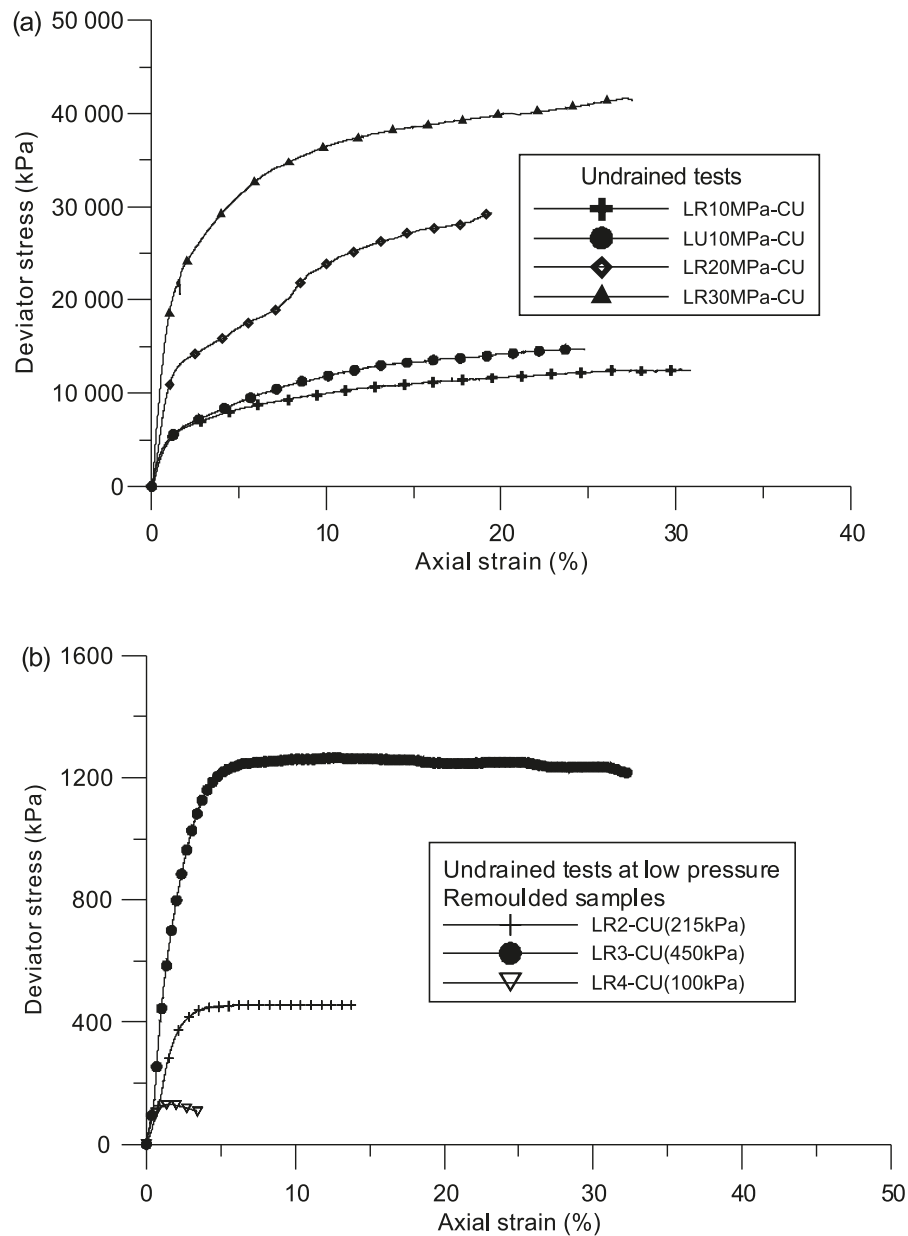 (a)
50 000
40 000
30 000
20 000
10 000
0
Deviator stress (kPa)
Undrained tests
LR10MPa-CU
LU10MPa-CU
LR20MPa-CU
LR30MPa-CU
0
10
20
30
40
Axial strain (%)
(b)
1600
1200
800
400
0
Deviator stress (kPa)
Undrained tests at low pressure
Remoulded samples
LR2-CU(215kPa)
LR3-CU(450kPa)
LR4-CU(100kPa)
0
10
20
30
40
50
Axial strain (%)